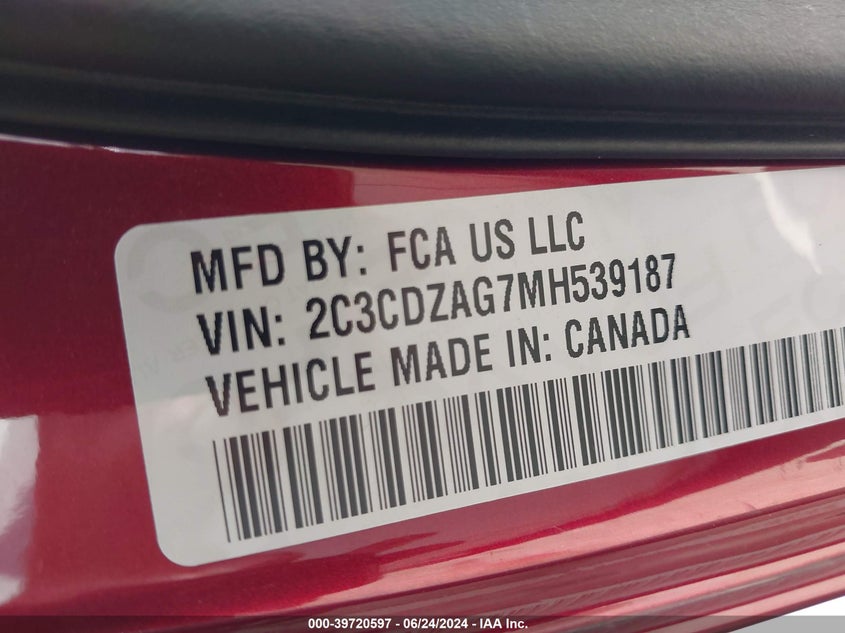 MFD BY: FCA US LLC
VIN: 2C3CDZAG7MH539187
VEHICLE MADE IN: CANADA
000-39720597 - 06/24/2024 - IAA Inc.